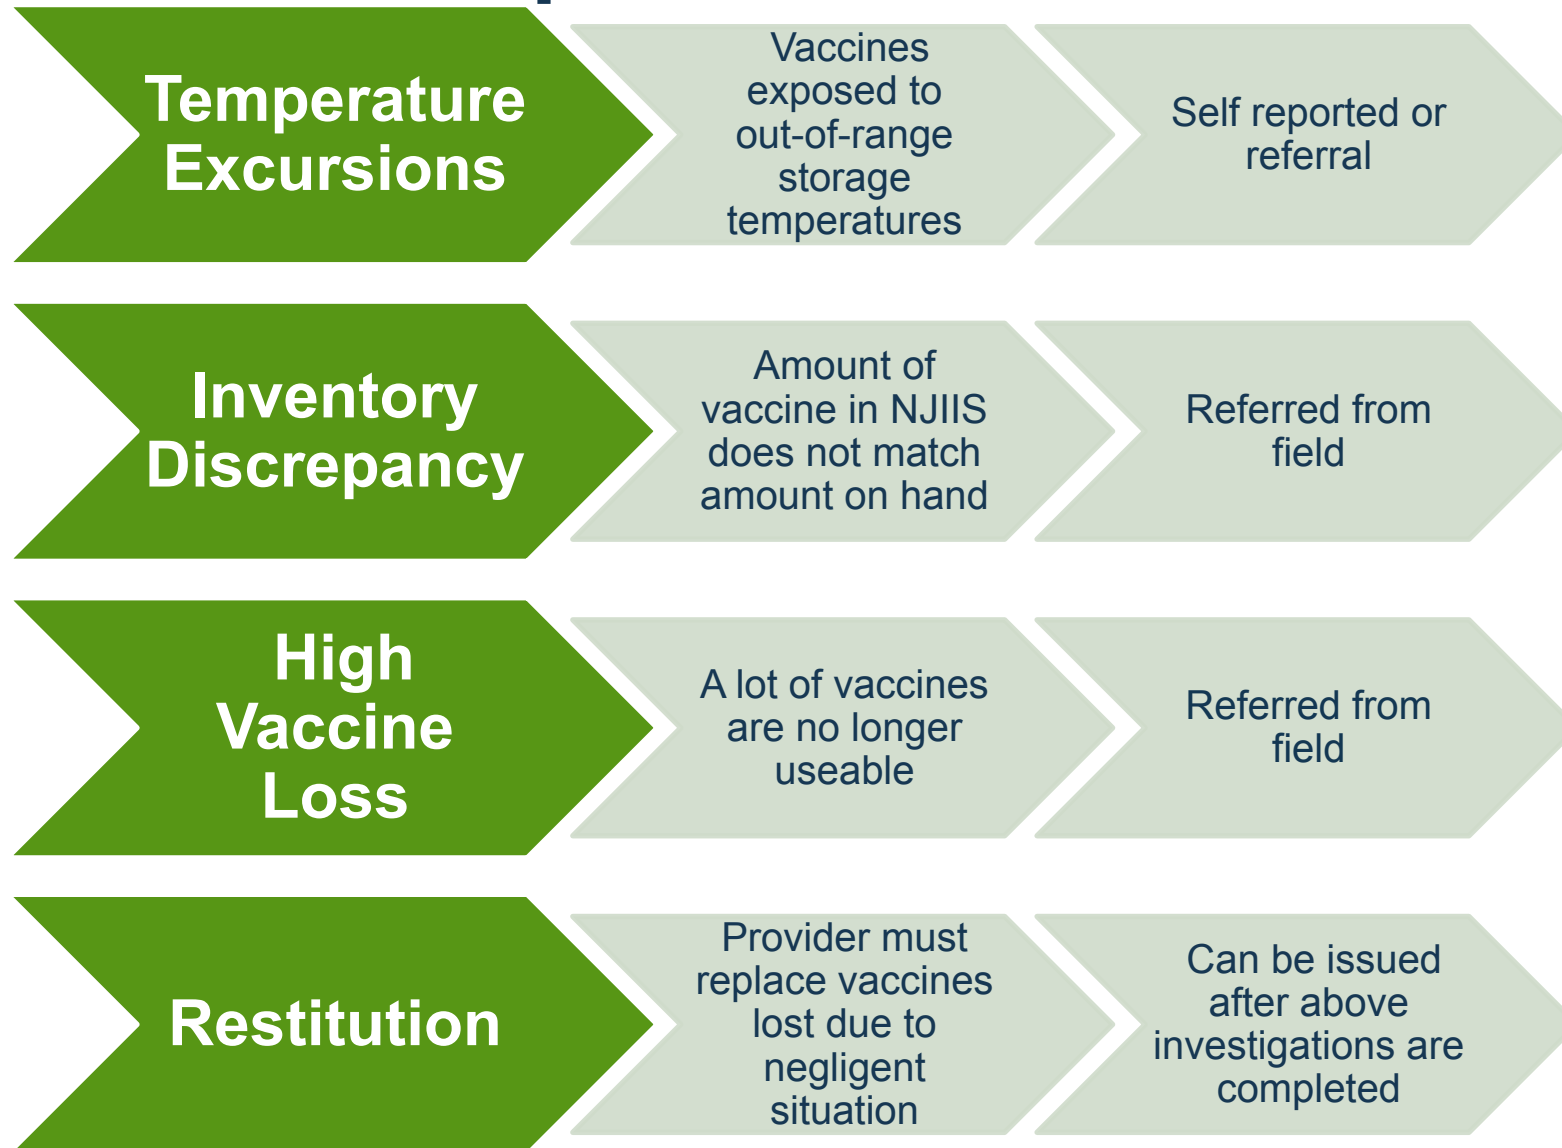 Temperature
Excursions
Vaccines
exposed to
out-of-range
storage
temperatures
Self reported or
referral
Inventory
Discrepancy
Amount of
vaccine in NJIIS
does not match
amount on hand
Referred from
field
High
Vaccine
Loss
A lot of vaccines
are no longer
useable
Referred from
field
Restitution
Provider must
replace vaccines
lost due to
negligent
situation
Can be issued
after above
investigations are
completed